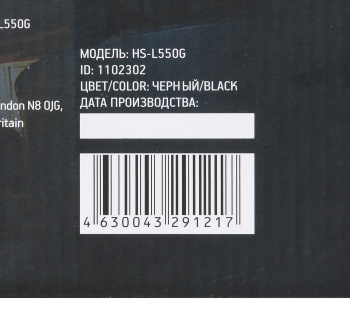 L550G
МОДЕЛЬ: HS-L550G
ID: 1102302
ЦВЕТ/COLOR: ЧЕРНЫЙ/BLACK
ДАТА ПРОИЗВОДСТВА:
ndon N8 0JG,
ritain
4 630043 291217